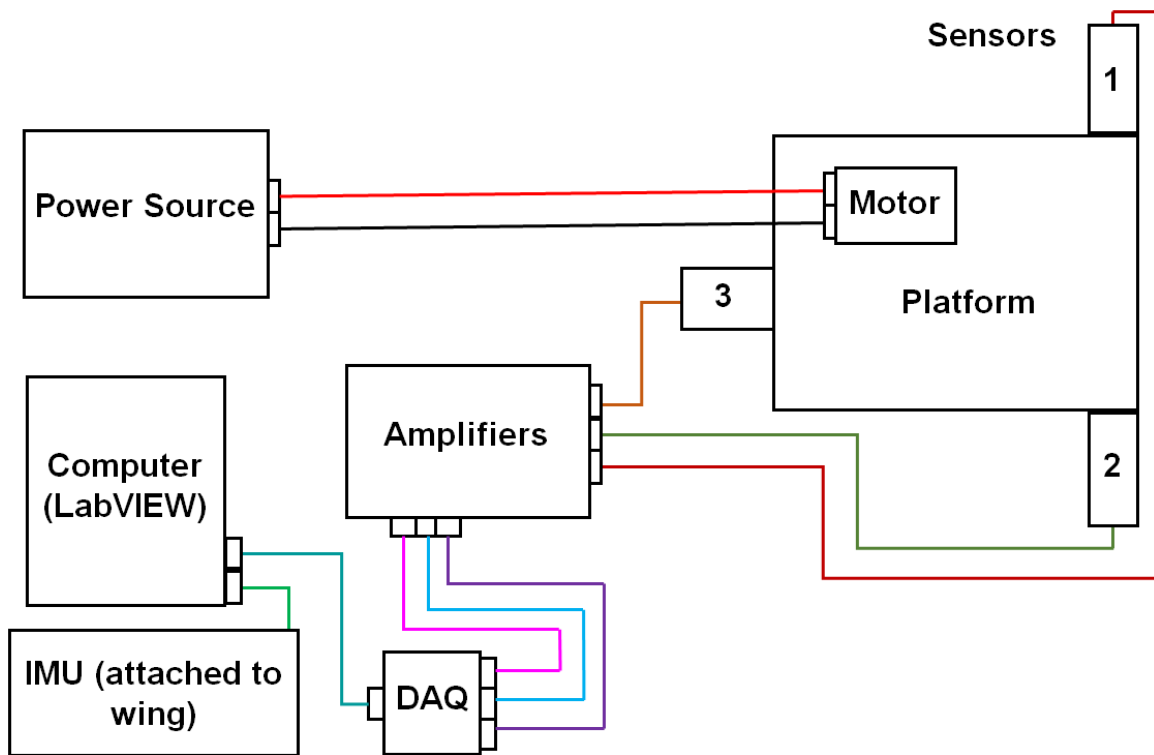 Sensors
1
Power Source
Motor
3
Platform
Amplifiers
2
Computer
(LabVIEW)
IMU (attached to
wing)
DAQ